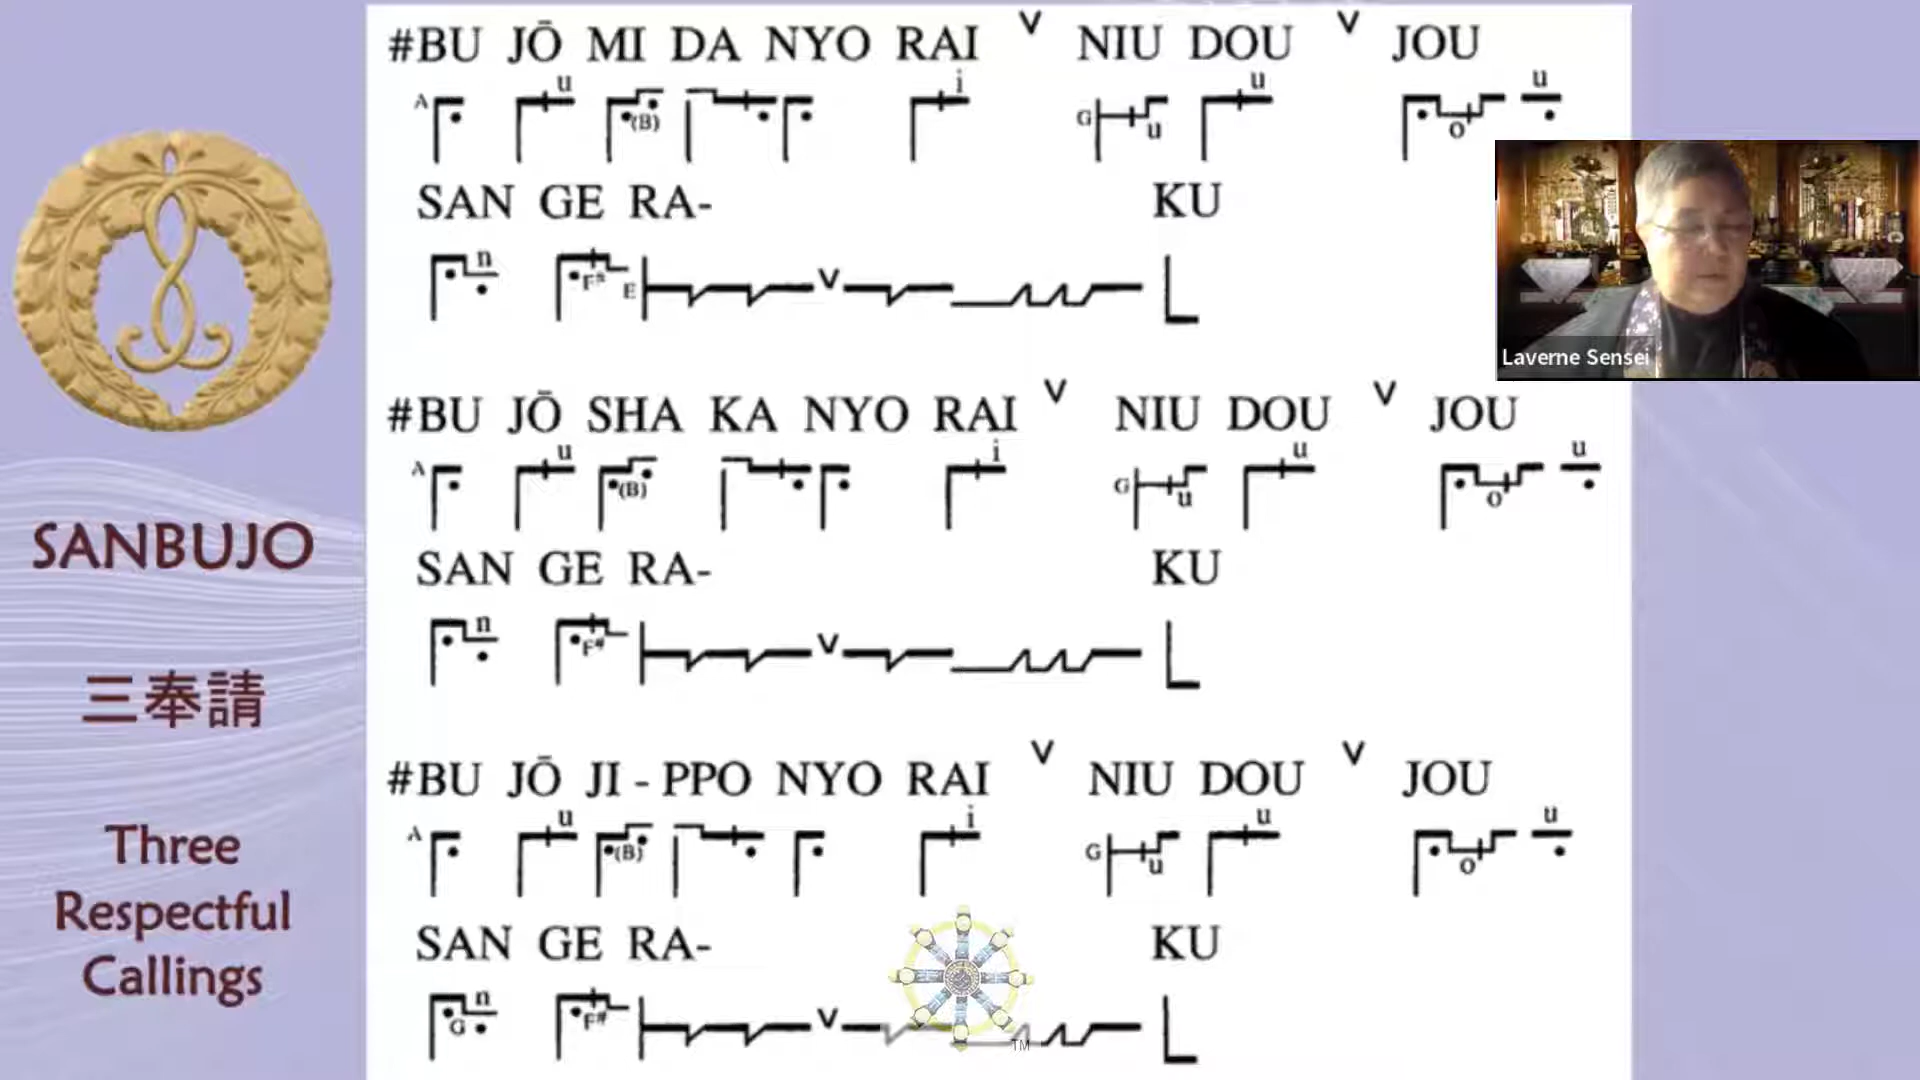 SANBUJO
三奉請
Three
Respectful
Callings
#BU JŌ MI DA NYO RAI ᵛ NIU DOU ᵛ JOU
A u (B) i G u u o u
SAN GE RA- KU
n F# E V
#BU JŌ SHA KA NYO RAI ᵛ NIU DOU ᵛ JOU
A u (B) i G u u o u
SAN GE RA- KU
n F# V
#BU JŌ JI - PPO NYO RAI ᵛ NIU DOU ᵛ JOU
A u (B) i G u u o u
SAN GE RA- KU
G n F# V
TM
Laverne Sensei